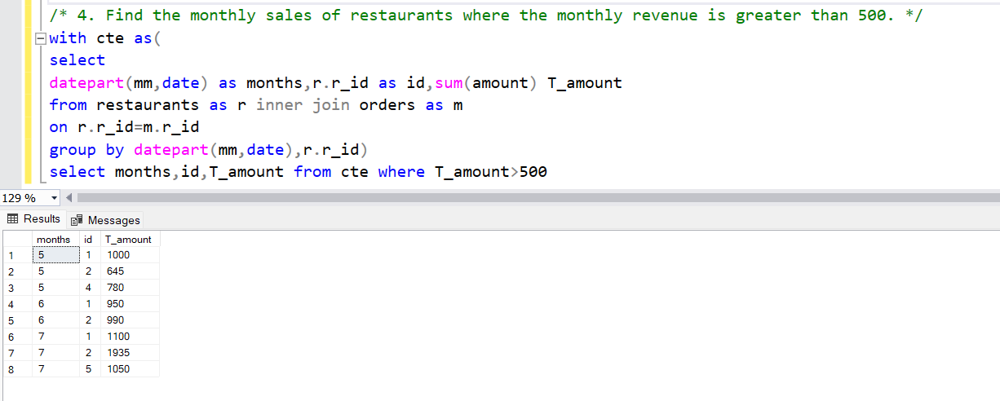 /* 4. Find the monthly sales of restaurants where the monthly revenue is greater than 500. */
with cte as(
select
datepart(mm,date) as months,r.r_id as id,sum(amount) T_amount
from restaurants as r inner join orders as m
on r.r_id=m.r_id
group by datepart(mm,date),r.r_id)
select months,id,T_amount from cte where T_amount>500
129 %
Results Messages
months id T_amount
1 5 1 1000
2 5 2 645
3 5 4 780
4 6 1 950
5 6 2 990
6 7 1 1100
7 7 2 1935
8 7 5 1050